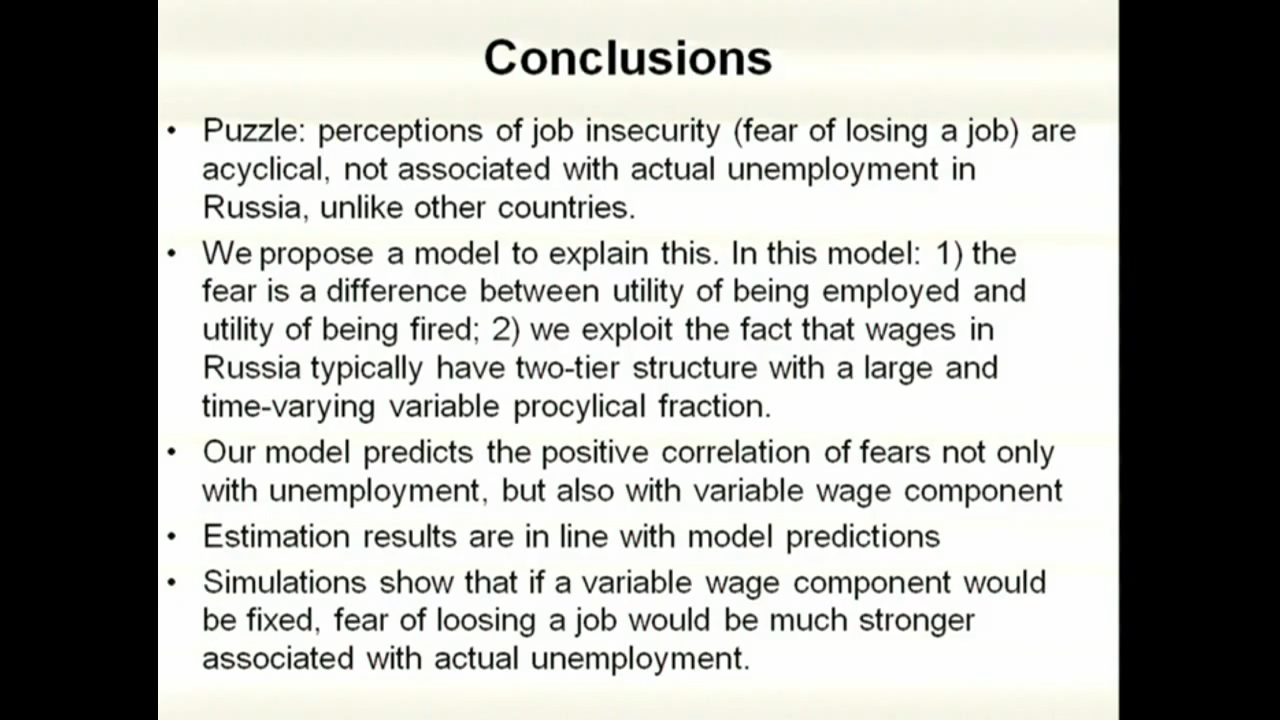 Conclusions
• Puzzle: perceptions of job insecurity (fear of losing a job) are
acyclical, not associated with actual unemployment in
Russia, unlike other countries.
• We propose a model to explain this. In this model: 1) the
fear is a difference between utility of being employed and
utility of being fired; 2) we exploit the fact that wages in
Russia typically have two-tier structure with a large and
time-varying variable procylical fraction.
• Our model predicts the positive correlation of fears not only
with unemployment, but also with variable wage component
• Estimation results are in line with model predictions
• Simulations show that if a variable wage component would
be fixed, fear of loosing a job would be much stronger
associated with actual unemployment.